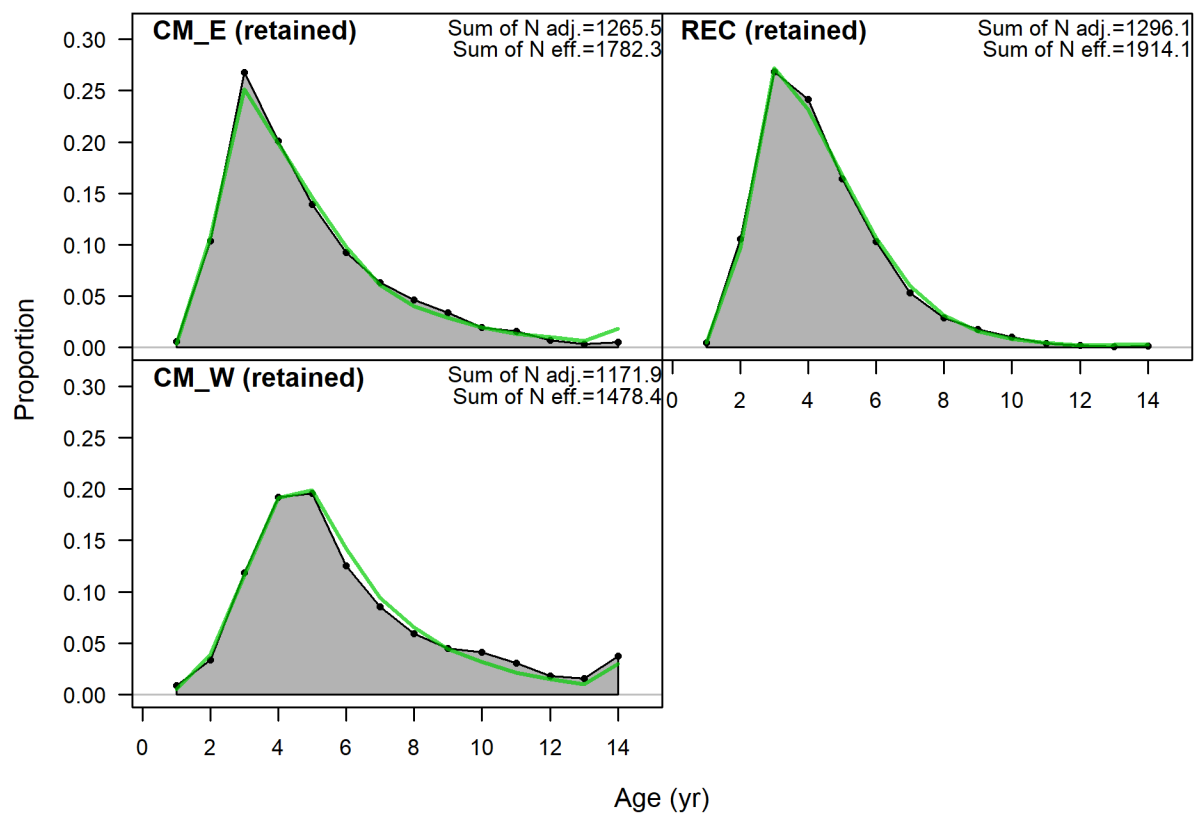 CM_E (retained)
Sum of N adj.=1265.5
Sum of N eff.=1782.3
REC (retained)
Sum of N adj.=1296.1
Sum of N eff.=1914.1
0.30
0.25
0.20
0.15
0.10
0.05
0.00
0 2 4 6 8 10 12 14
CM_W (retained)
Sum of N adj.=1171.9
Sum of N eff.=1478.4
0.30
0.25
0.20
0.15
0.10
0.05
0.00
0 2 4 6 8 10 12 14
Proportion
Age (yr)